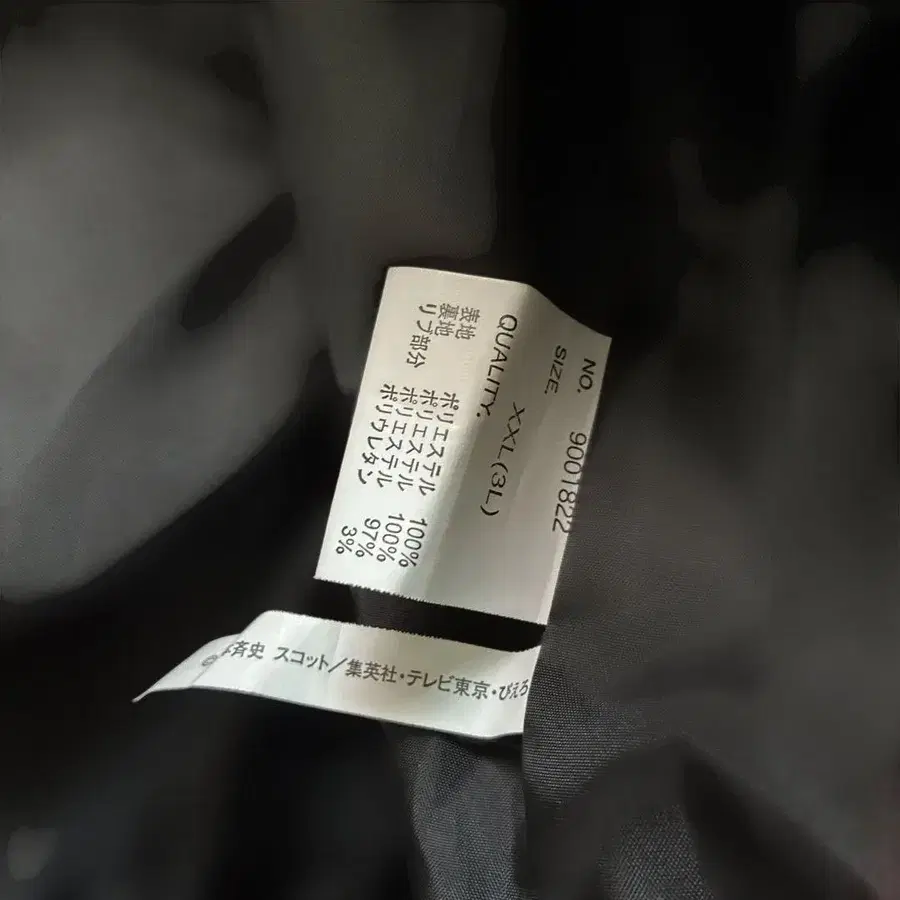 NO. 9001822
SIZE. XXL(3L)
QUALITY.
表地 ポリエステル 100%
裏地 ポリエステル 100%
リブ部分 ポリエステル 97%
ポリウレタン 3%
斉史 スコット/集英社・テレビ東京・ぴえろ